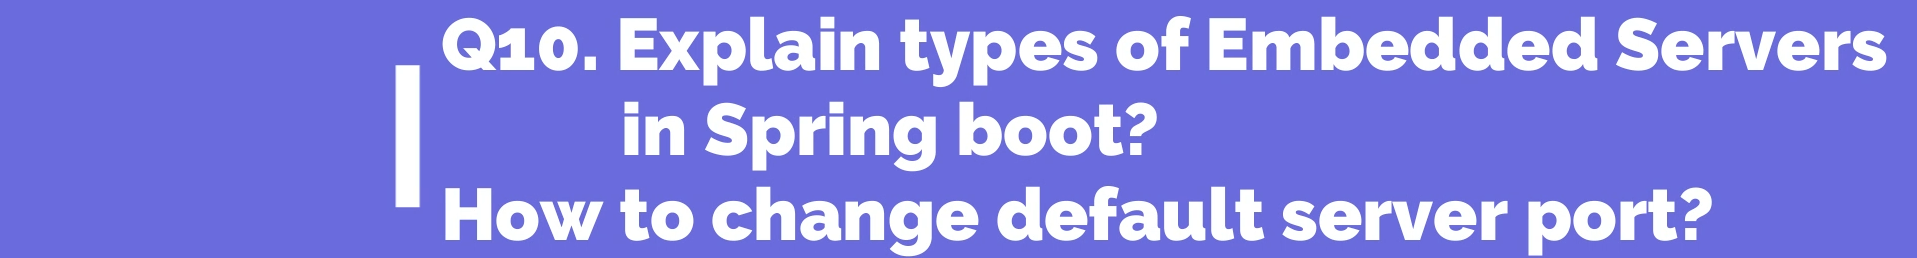 Q10. Explain types of Embedded Servers
in Spring boot?
How to change default server port?